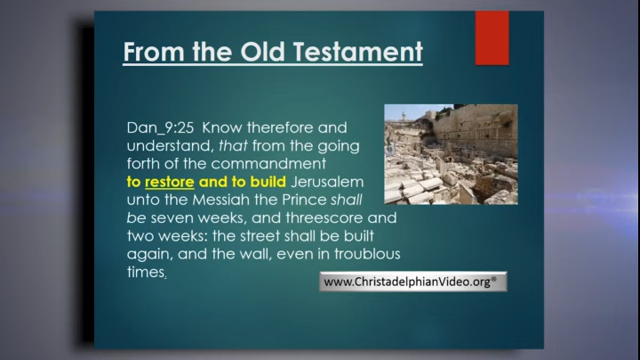 From the Old Testament
Dan_9:25 Know therefore and
understand, that from the going
forth of the commandment
to restore and to build Jerusalem
unto the Messiah the Prince shall
be seven weeks, and threescore and
two weeks: the street shall be built
again, and the wall, even in troublous
times.
www.ChristadelphianVideo.org®